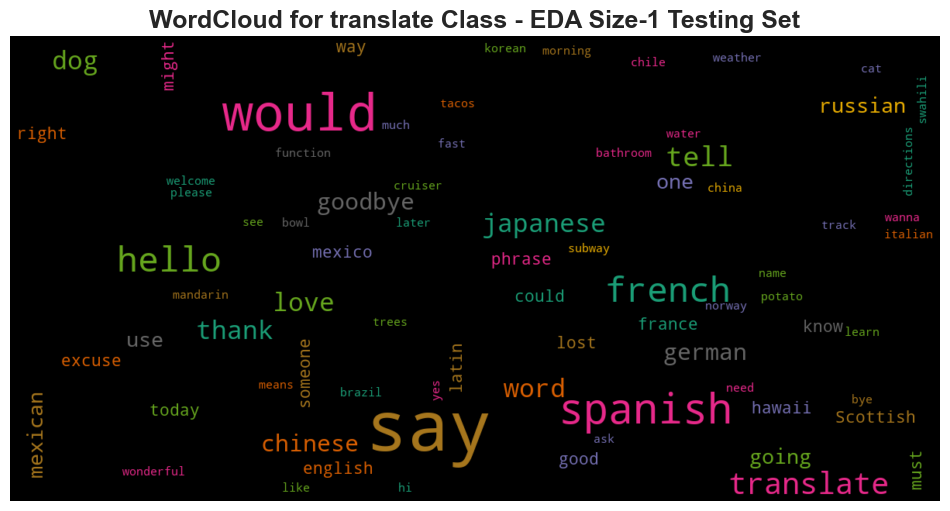 WordCloud for translate Class - EDA Size-1 Testing Set
dog
might
way
korean
morning
chile
weather
cat
swahili
right
would
much
tacos
fast
russian
function
water
bathroom
tell
directions
welcome
please
goodbye
cruiser
one
china
see
bowl
later
japanese
subway
track
wanna
italian
hello
mexico
phrase
mandarin
love
could
french
norway
name
potato
thank
trees
france
know
learn
use
excuse
someone
latin
lost
german
means
brazil
yes
word
need
mexican
today
say
spanish
hawaii
bye
Scottish
chinese
ask
wonderful
english
good
going
must
like
hi
translate